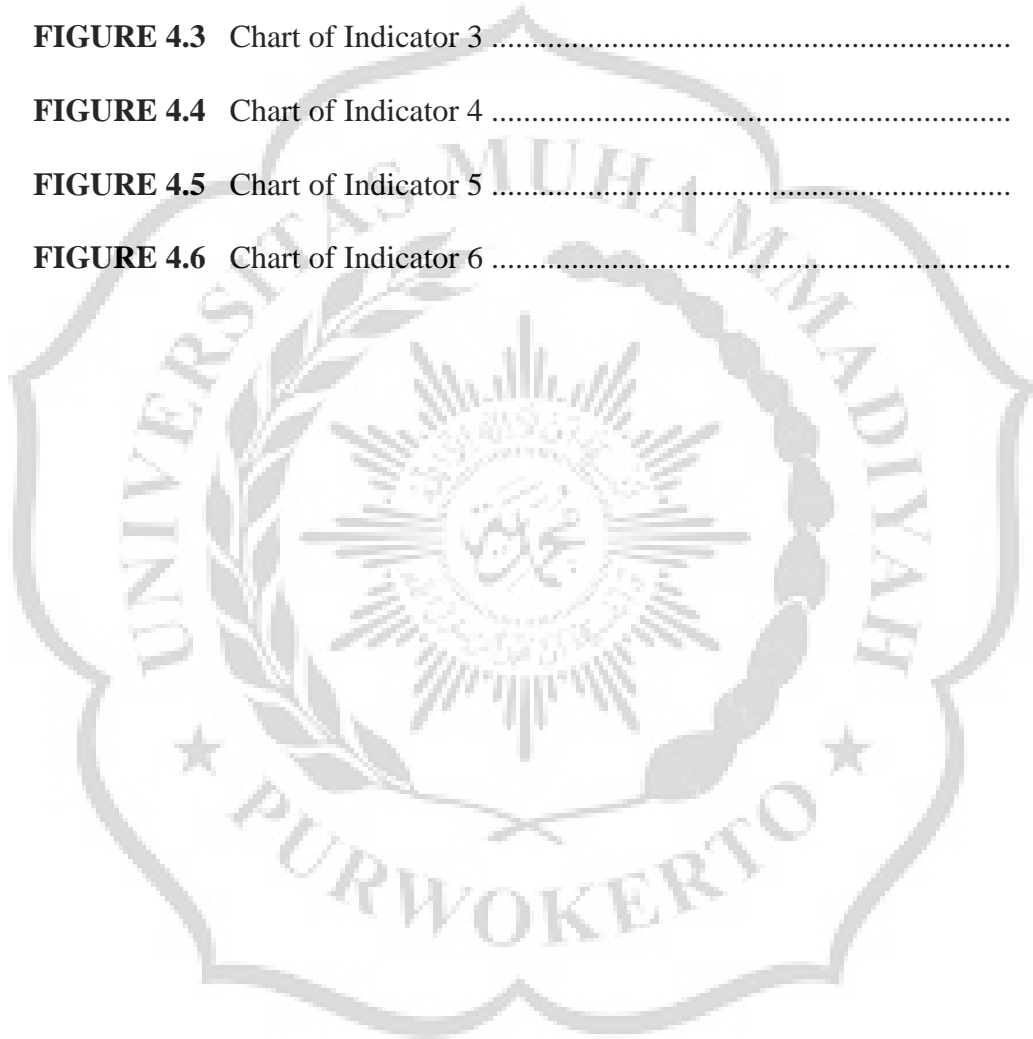 FIGURE 4.3 Chart of Indicator 3 ..............................................................
FIGURE 4.4 Chart of Indicator 4 ..............................................................
FIGURE 4.5 Chart of Indicator 5 ..............................................................
FIGURE 4.6 Chart of Indicator 6 ..............................................................
UNIVERSITAS MUHAMMADIYAH
PURWOKERTO